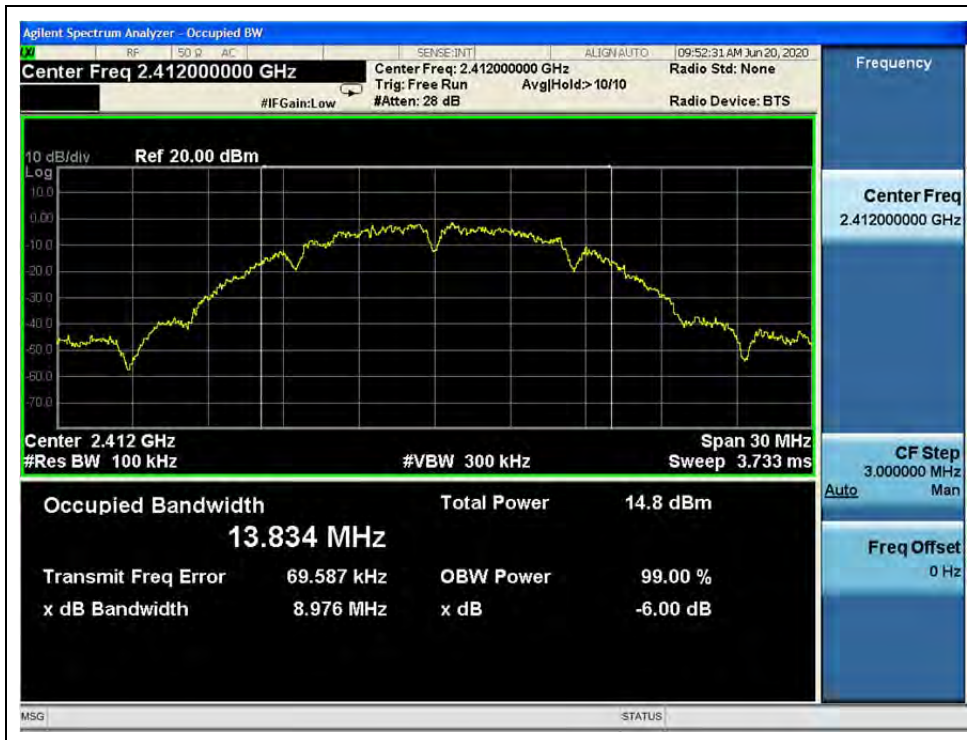 Agilent Spectrum Analyzer - Occupied BW
LXI RF 50 Ω AC SENSE:INT ALIGN AUTO 09:52:31 AM Jun 20, 2020
Center Freq 2.412000000 GHz
Center Freq: 2.412000000 GHz
Radio Std: None
Trig: Free Run Avg|Hold:> 10/10
#IFGain:Low
#Atten: 28 dB
Radio Device: BTS
10 dB/div Ref 20.00 dBm
Log
10.0
0.00
-10.0
-20.0
-30.0
-40.0
-50.0
-60.0
-70.0
Center 2.412 GHz
Span 30 MHz
#Res BW 100 kHz
#VBW 300 kHz
Sweep 3.733 ms
Occupied Bandwidth
13.834 MHz
Total Power 14.8 dBm
Transmit Freq Error 69.587 kHz
OBW Power 99.00 %
x dB Bandwidth 8.976 MHz
x dB -6.00 dB
Frequency
Center Freq
2.412000000 GHz
CF Step
3.000000 MHz
Auto Man
Freq Offset
0 Hz
MSG
STATUS